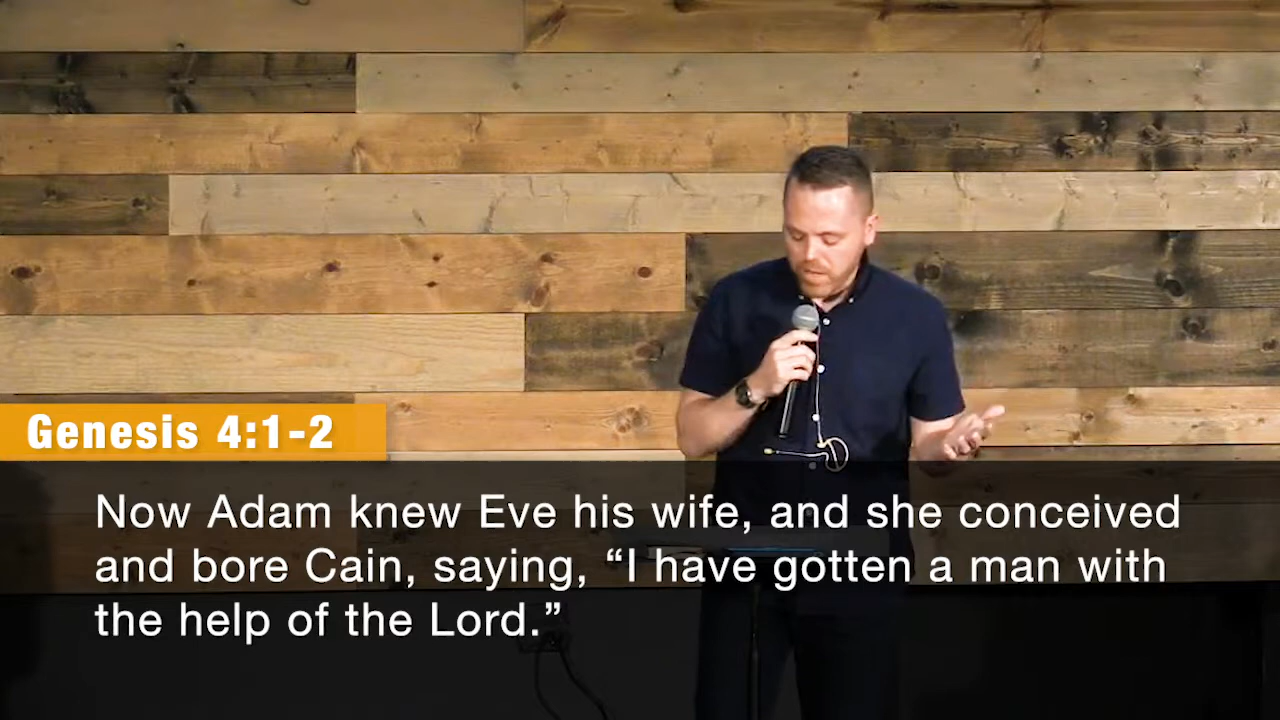 Genesis 4:1-2
Now Adam knew Eve his wife, and she conceived
and bore Cain, saying, “I have gotten a man with
the help of the Lord.”